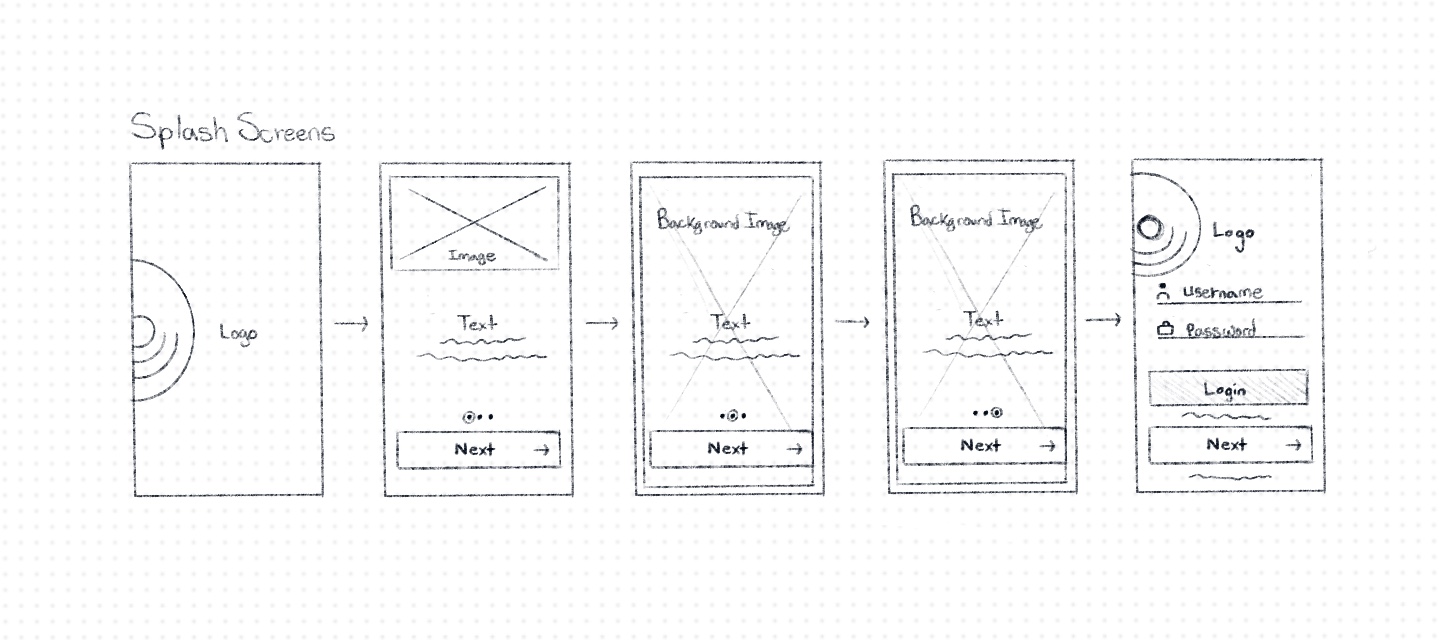 Splash Screens
Logo
Image
Text
Next
Background Image
Text
Next
Background Image
Text
Next
Logo
Username
Password
Login
Next